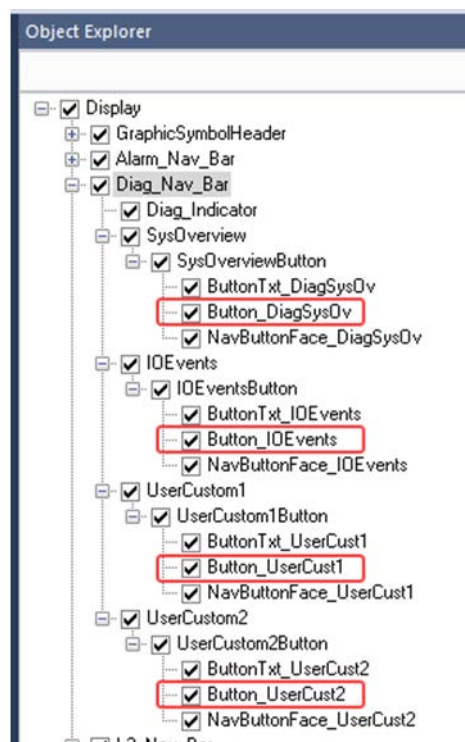 Object Explorer
Display
GraphicSymbolHeader
Alarm_Nav_Bar
Diag_Nav_Bar
Diag_Indicator
SysOverview
SysOverviewButton
ButtonTxt_DiagSysOv
Button_DiagSysOv
NavButtonFace_DiagSysOv
IOEvents
IOEventsButton
ButtonTxt_IOEvents
Button_IOEvents
NavButtonFace_IOEvents
UserCustom1
UserCustom1Button
ButtonTxt_UserCust1
Button_UserCust1
NavButtonFace_UserCust1
UserCustom2
UserCustom2Button
ButtonTxt_UserCust2
Button_UserCust2
NavButtonFace_UserCust2